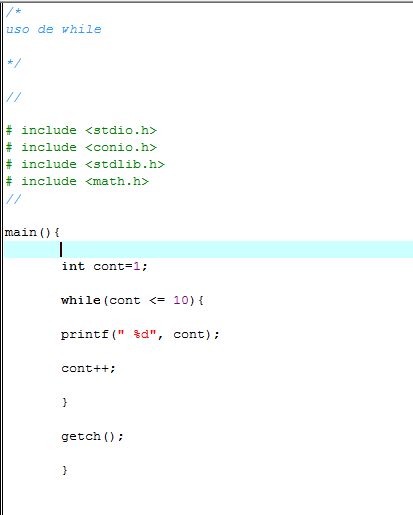 /*
uso de while
*/
//
# include <stdio.h>
# include <conio.h>
# include <stdlib.h>
# include <math.h>
//
main(){
int cont=1;
while(cont <= 10){
printf(" %d", cont);
cont++;
}
getch();
}